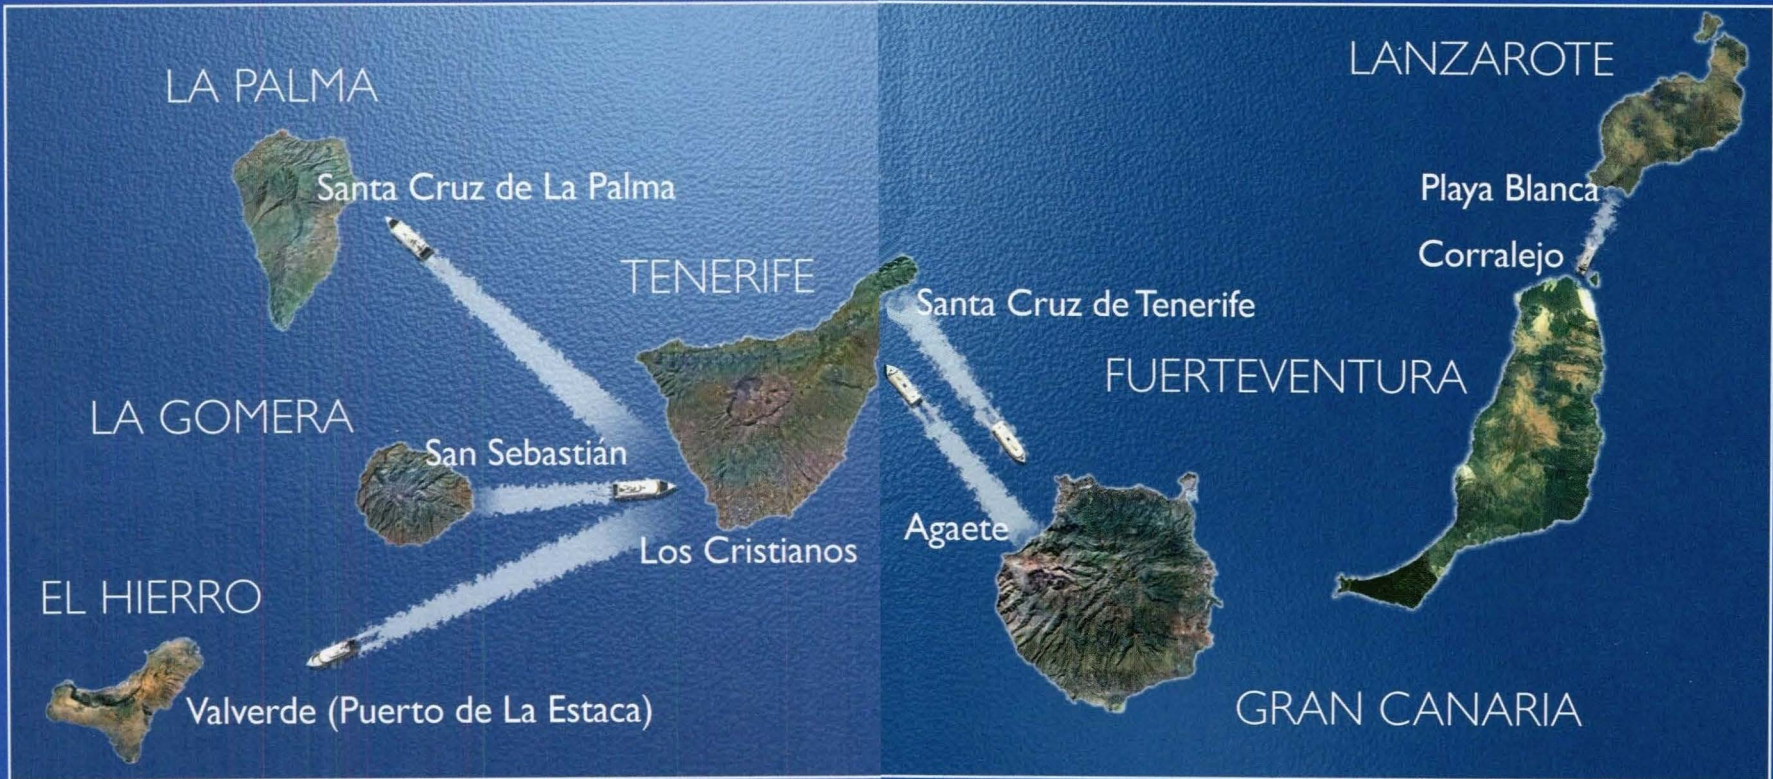 LA PALMA
Santa Cruz de La Palma
TENERIFE
LA GOMERA
San Sebastián
Los Cristianos
EL HIERRO
Valverde (Puerto de La Estaca)
LANZAROTE
Playa Blanca
Corralejo
Santa Cruz de Tenerife
FUERTEVENTURA
Agaete
GRAN CANARIA